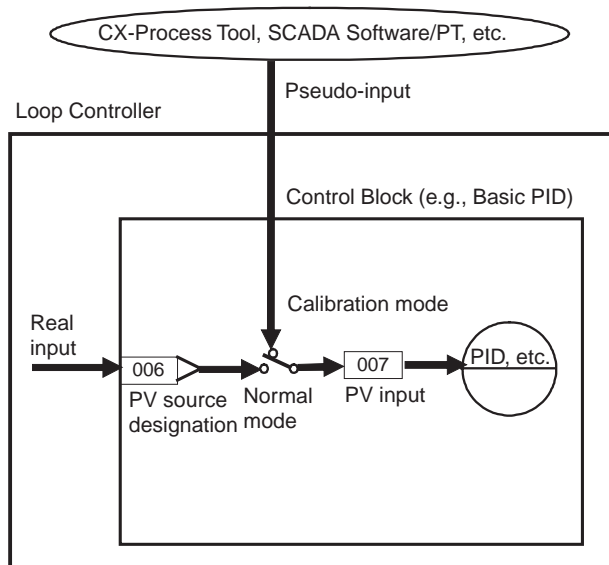 CX-Process Tool, SCADA Software/PT, etc.
Pseudo-input
Loop Controller
Control Block (e.g., Basic PID)
Calibration mode
Real
input
006
007
PID, etc.
PV source
designation
Normal
mode
PV input